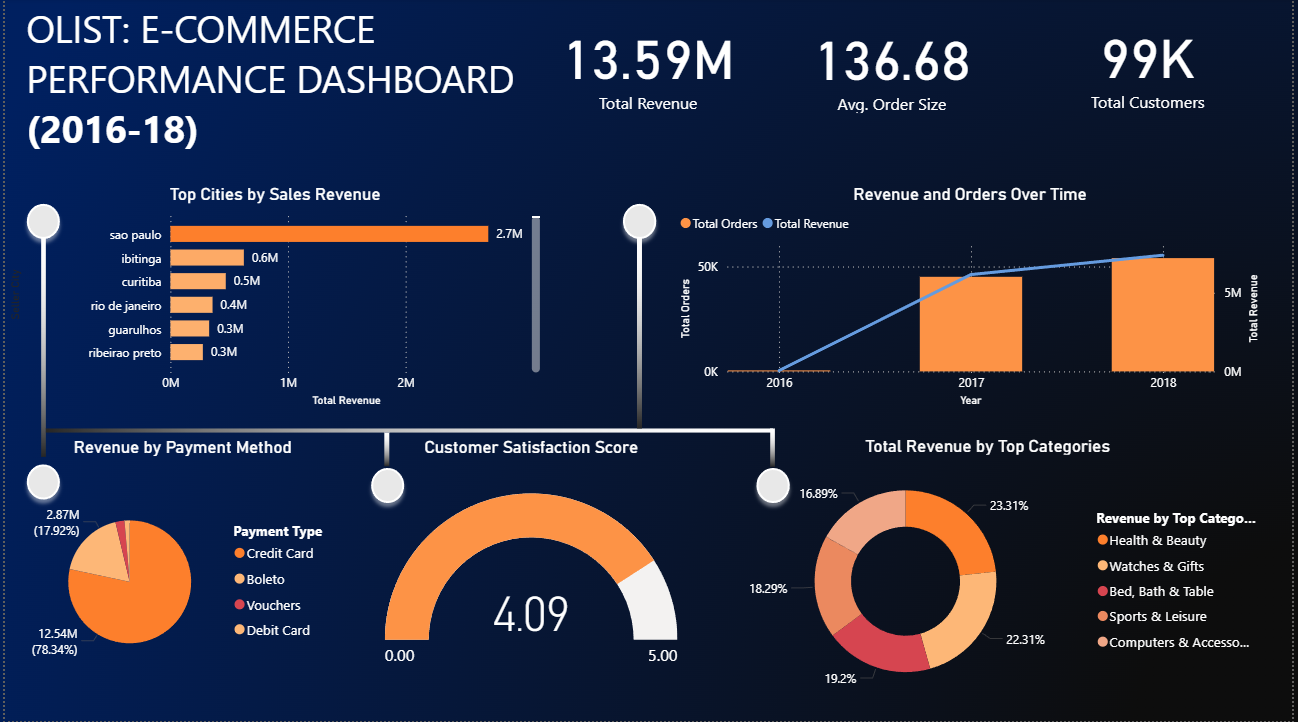 OLIST: E-COMMERCE
PERFORMANCE DASHBOARD
(2016-18)
13.59M
Total Revenue
136.68
Avg. Order Size
99K
Total Customers
Top Cities by Sales Revenue
sao paulo
2.7M
ibitinga
0.6M
curitiba
0.5M
rio de janeiro
0.4M
guarulhos
0.3M
ribeirao preto
0.3M
0M
1M
2M
Total Revenue
Revenue and Orders Over Time
Total Orders
Total Revenue
Total Orders
50K
0K
5M
0M
Total Revenue
2016
2017
2018
Year
Revenue by Payment Method
2.87M
(17.92%)
12.54M
(78.34%)
Payment Type
Credit Card
Boleto
Vouchers
Debit Card
Customer Satisfaction Score
4.09
0.00
5.00
Total Revenue by Top Categories
16.89%
23.31%
18.29%
22.31%
19.2%
Revenue by Top Catego...
Health & Beauty
Watches & Gifts
Bed, Bath & Table
Sports & Leisure
Computers & Accesso...